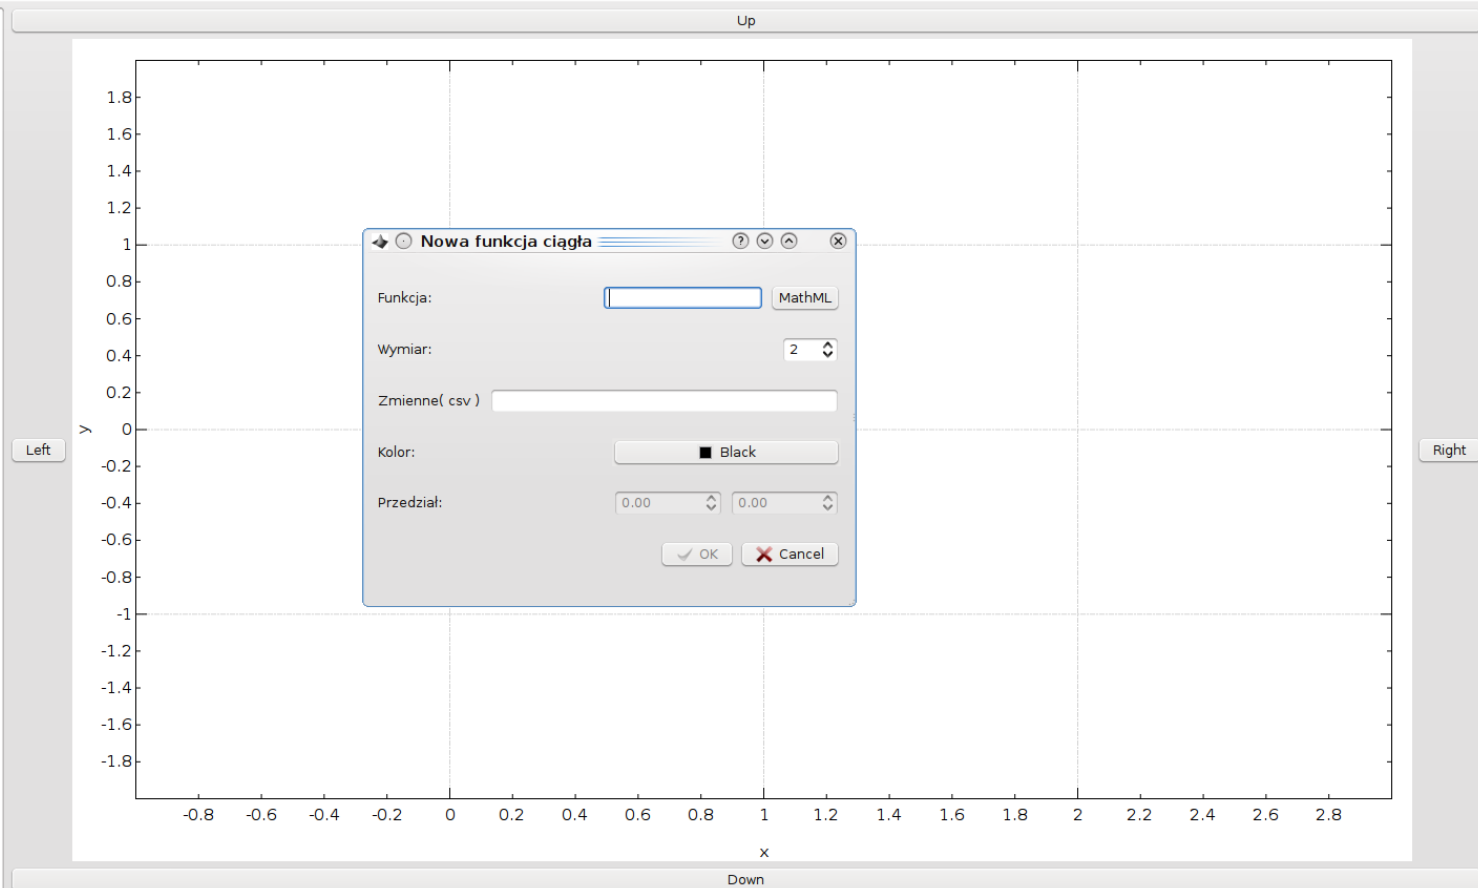 Up
1.8
1.6
1.4
1.2
1
0.8
0.6
0.4
0.2
0
-0.2
-0.4
-0.6
-0.8
-1
-1.2
-1.4
-1.6
-1.8
y
Left
Nowa funkcja ciągła
Funkcja: MathML
Wymiar: 2
Zmienne( csv )
Kolor: Black
Przedział: 0.00 0.00
OK Cancel
Right
-0.8 -0.6 -0.4 -0.2 0 0.2 0.4 0.6 0.8 1 1.2 1.4 1.6 1.8 2 2.2 2.4 2.6 2.8
x
Down